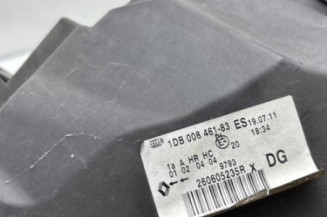 HELLA 1DB 008 461-83 ES 19.07.11
18:34
1a A HR HC 20
01 02 04 04 9793
260605235R X DG